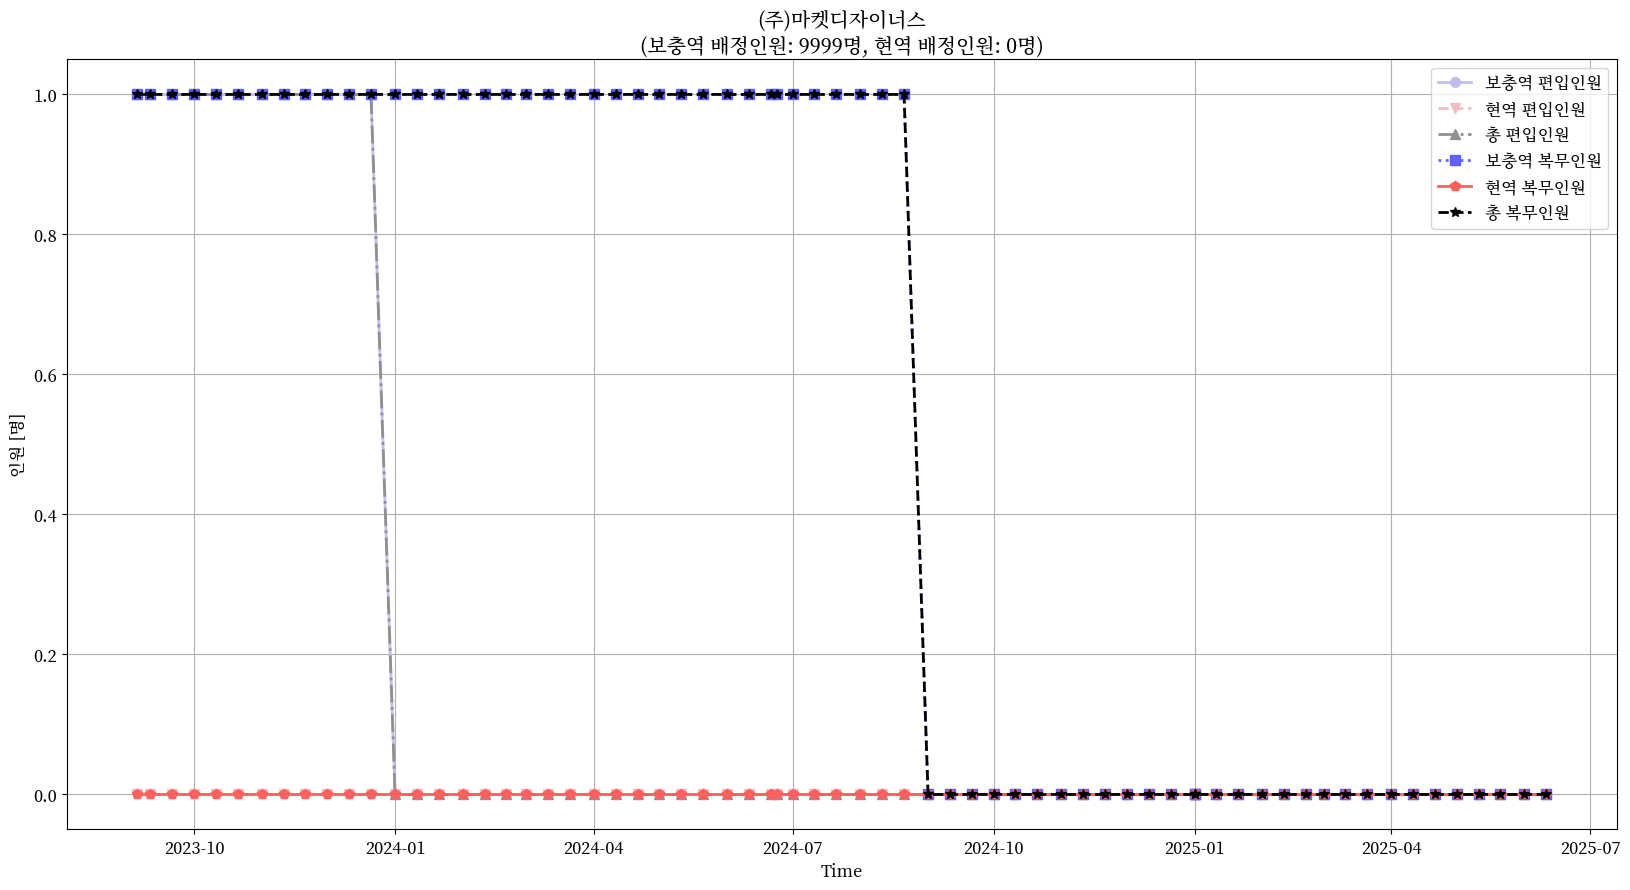 (주)마켓디자이너스
(보충역 배정인원: 9999명, 현역 배정인원: 0명)
보충역 편입인원
현역 편입인원
총 편입인원
보충역 복무인원
현역 복무인원
총 복무인원
인원 [명]
1.0
0.8
0.6
0.4
0.2
0.0
2023-10 2024-01 2024-04 2024-07 2024-10 2025-01 2025-04 2025-07
Time